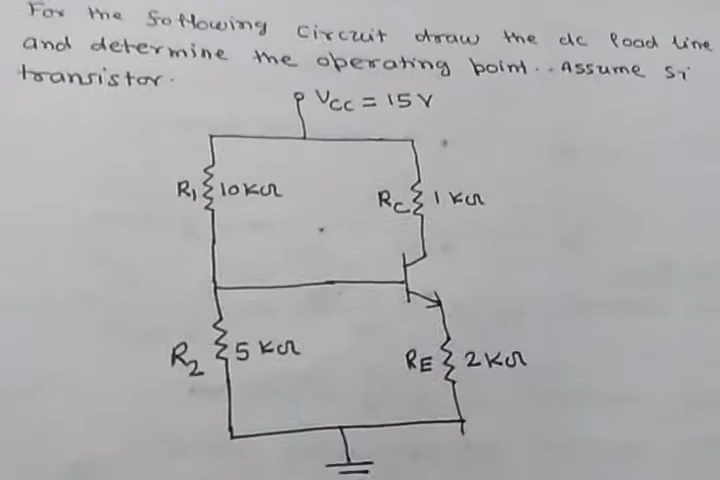 For the following circuit draw the dc load line
and determine the operating point.. Assume Si
transistor.
VCC = 15V
R1 10KΩ RC 1KΩ
R2 5KΩ RE 2KΩ